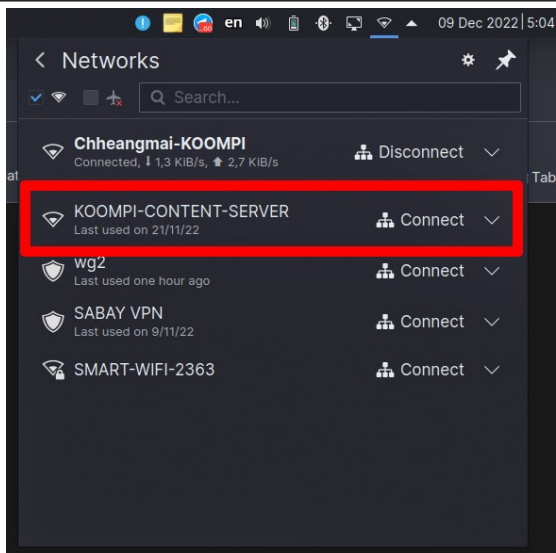 en 09 Dec 2022|5:04
Networks
Search...
Chheangmai-KOOMPI
Connected, ⬇ 1,3 KiB/s, ⬆ 2,7 KiB/s
Disconnect
at
Tab
KOOMPI-CONTENT-SERVER
Last used on 21/11/22
Connect
wg2
Last used one hour ago
Connect
SABAY VPN
Last used on 9/11/22
Connect
SMART-WIFI-2363
Connect